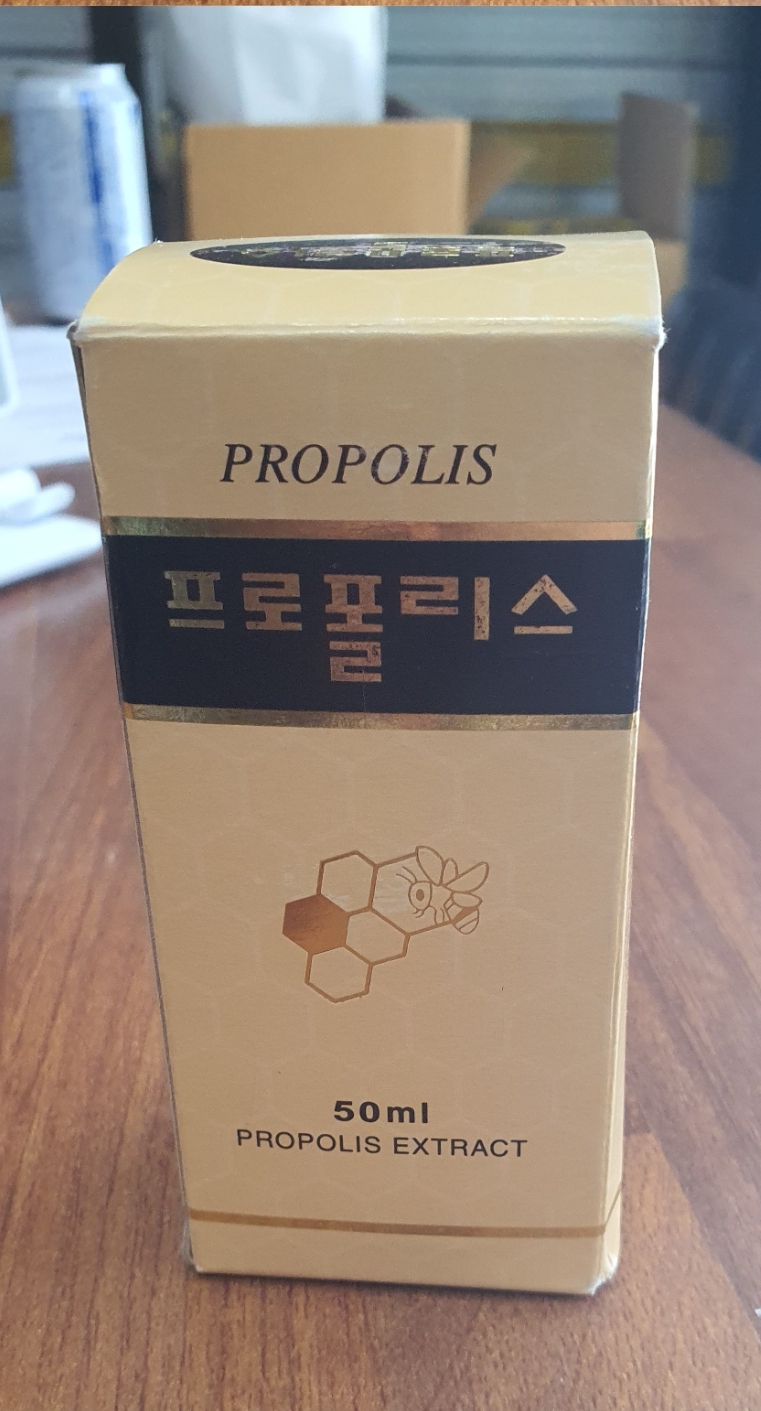 PROPOLIS
프로폴리스
50ml
PROPOLIS EXTRACT